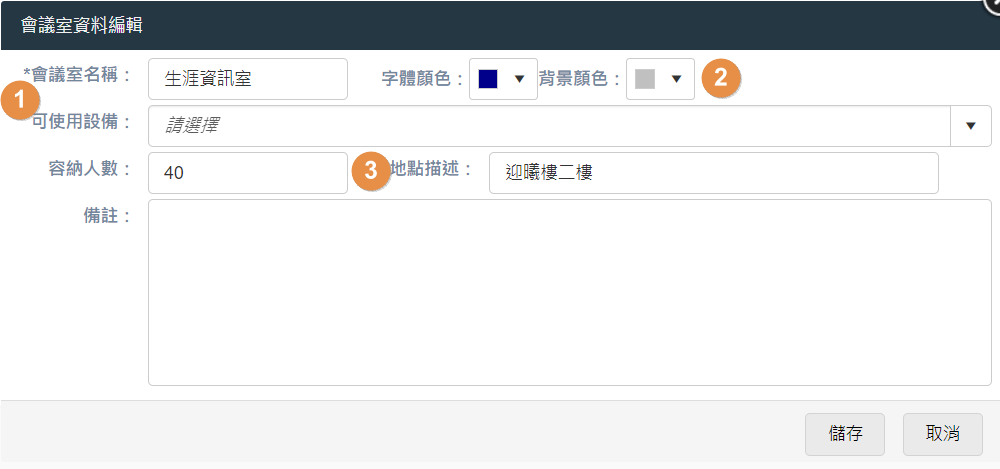 會議室資料編輯
*會議室名稱： 生涯資訊室 字體顏色： 背景顏色： 2
1
可使用設備： 請選擇
容納人數： 40 3 地點描述： 迎曦樓二樓
備註：
儲存 取消